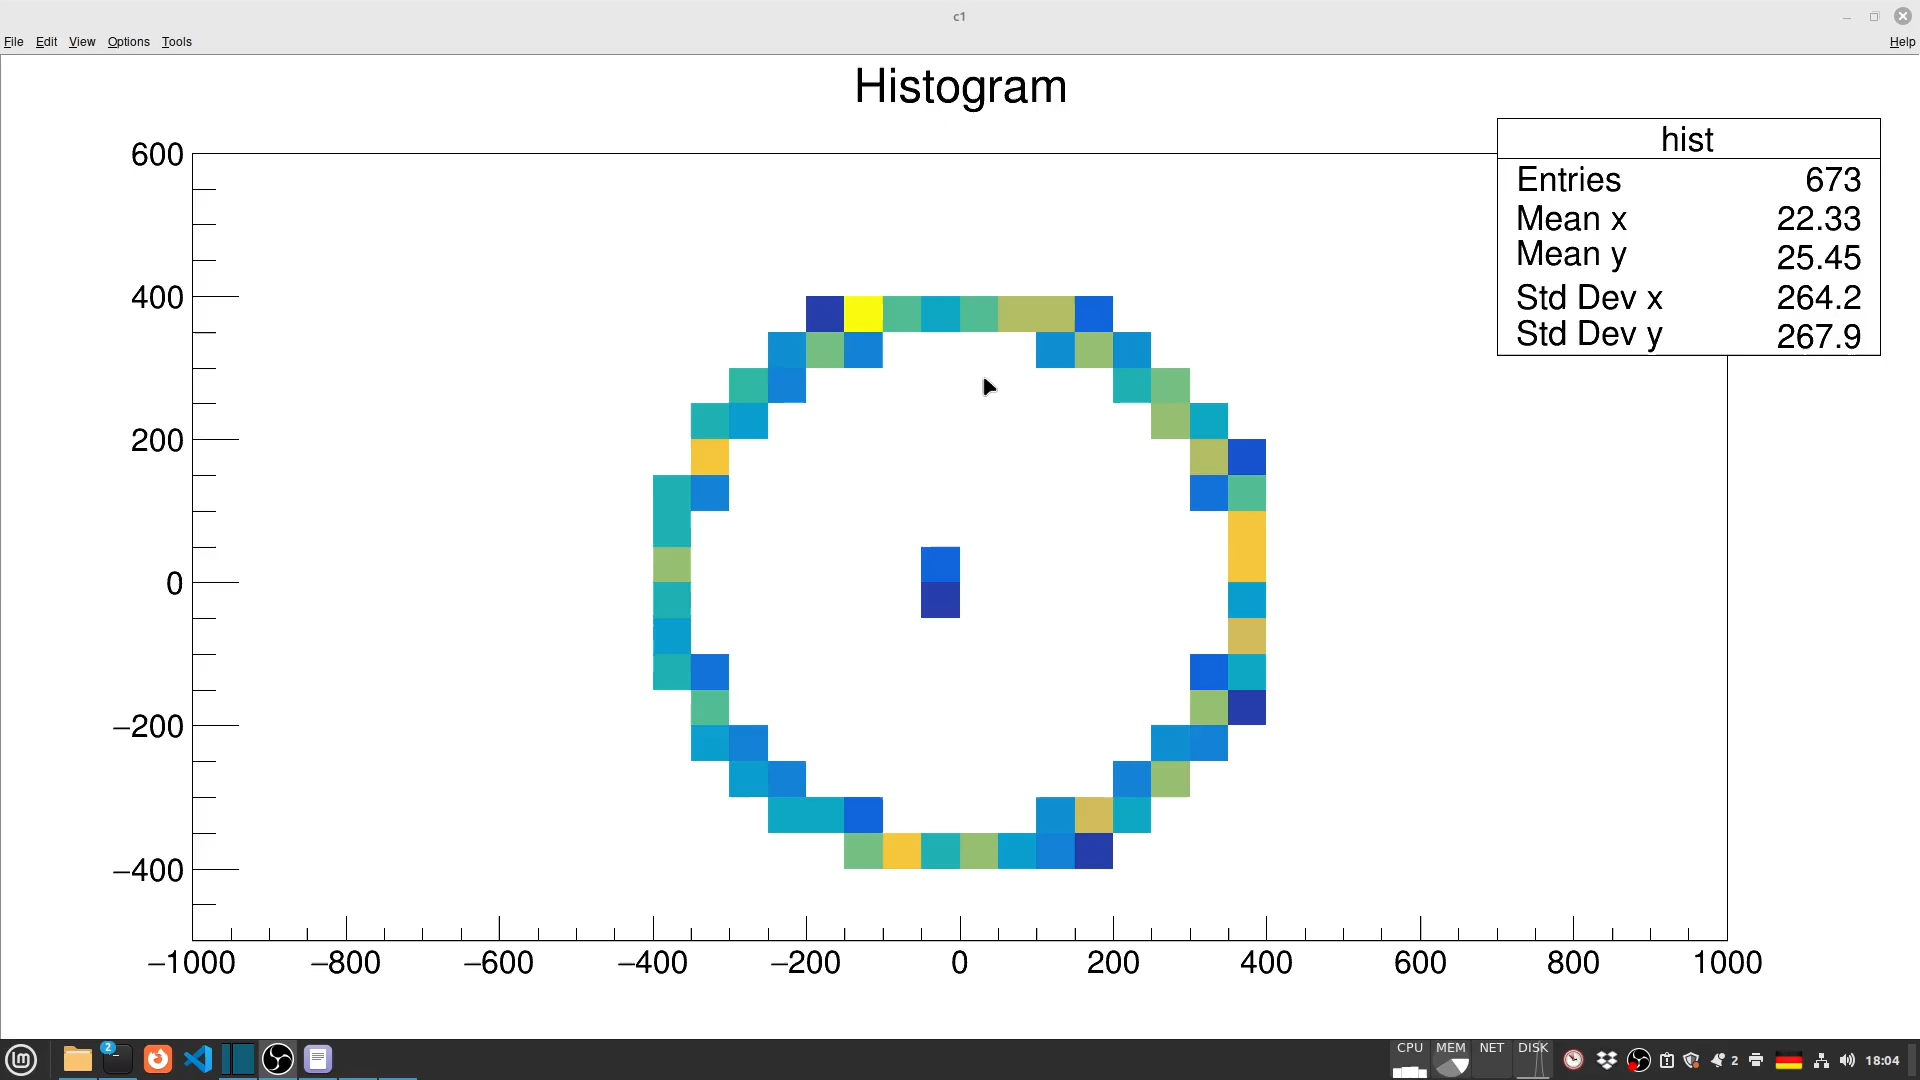 c1
File Edit View Options Tools Help
Histogram
hist
Entries 673
Mean x 22.33
Mean y 25.45
Std Dev x 264.2
Std Dev y 267.9
600
400
200
0
−200
−400
−1000 −800 −600 −400 −200 0 200 400 600 800 1000
2
lm
CPU MEM NET DISK
2
18:04